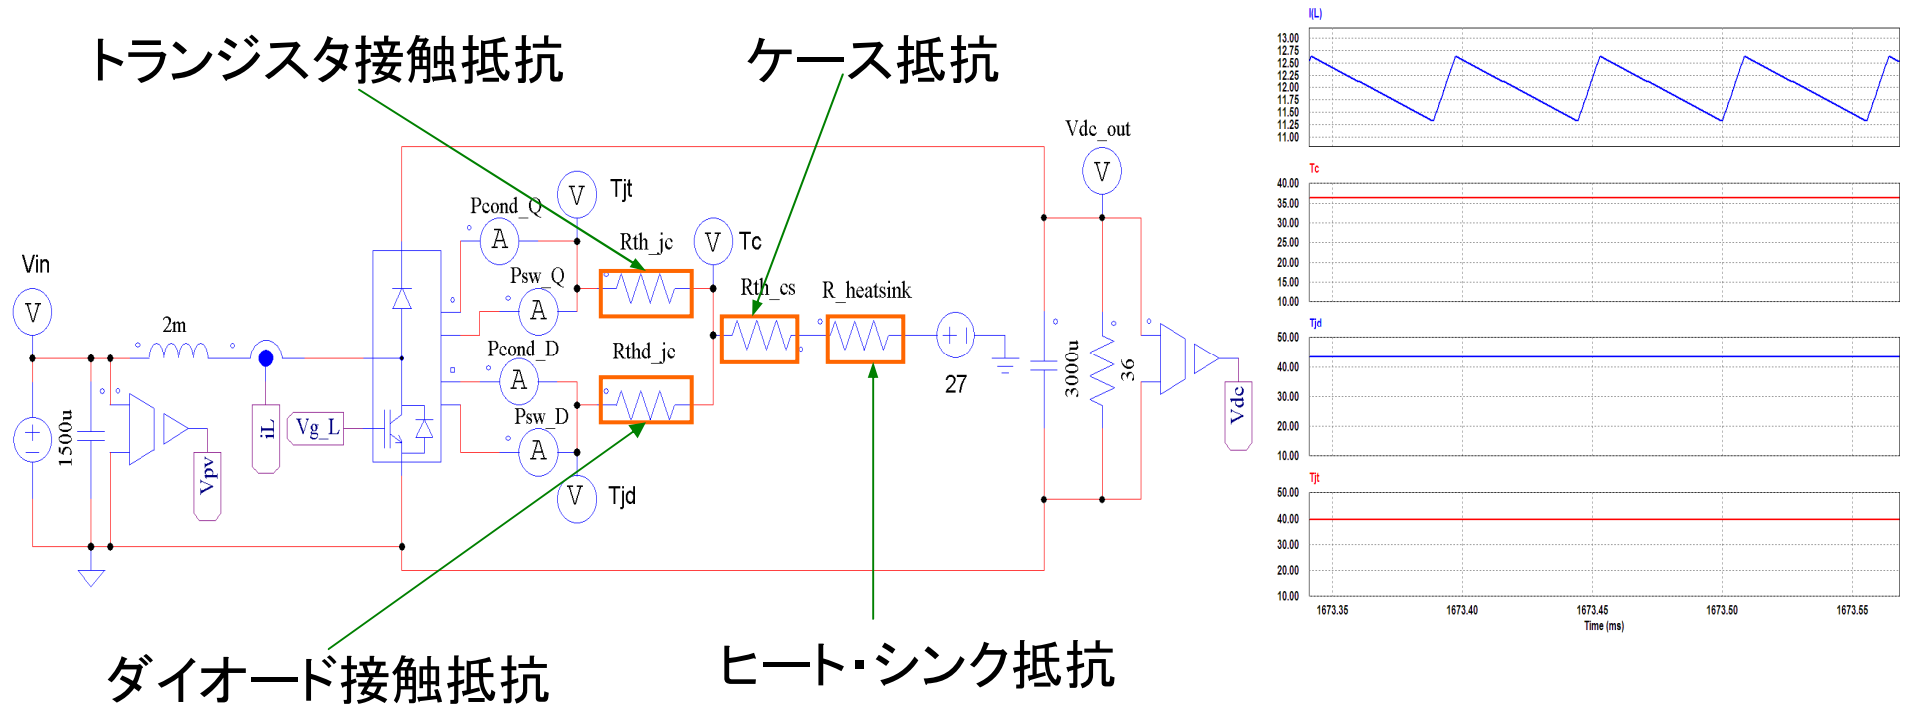 トランジスタ接触抵抗
ケース抵抗
Vdc_out
V
Tjt
V
Pcond_Q
A
Rth_jc
V
Tc
Psw_Q
A
Rth_cs
R_heatsink
Vin
V
2m
Pcond_D
A
Rthd_jc
27
3000u
36
Vdc
1500u
Vpv
iL
Vg_L
Psw_D
A
V
Tjd
ダイオード接触抵抗
ヒート・シンク抵抗
I(L)
13.00
12.75
12.50
12.25
12.00
11.75
11.50
11.25
11.00
Tc
40.00
35.00
30.00
25.00
20.00
15.00
10.00
Tjd
50.00
40.00
30.00
20.00
10.00
Tjt
50.00
40.00
30.00
20.00
10.00
1673.35 1673.40 1673.45 1673.50 1673.55
Time (ms)